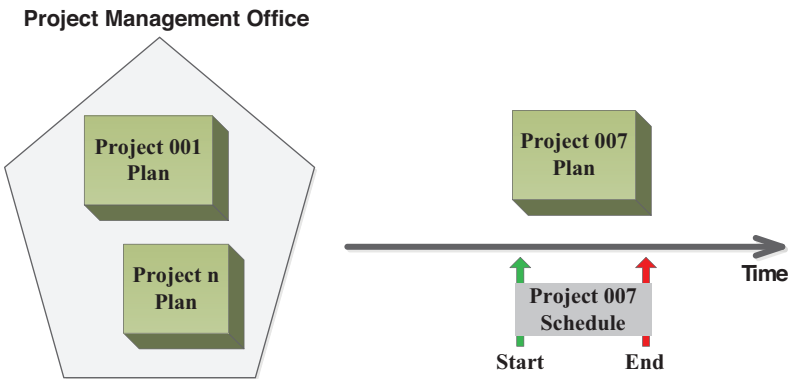 Project Management Office
Project 001
Plan
Project n
Plan
Project 007
Plan
Time
Project 007
Schedule
Start
End